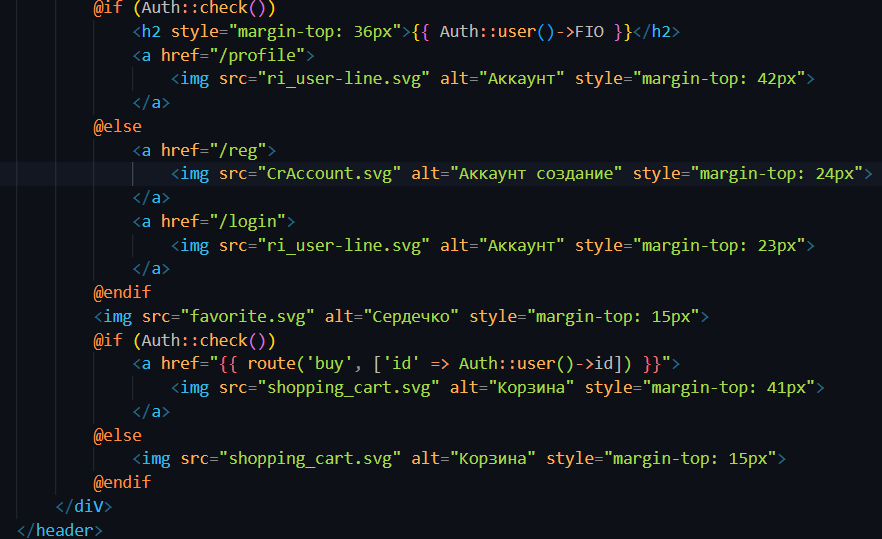 @if (Auth::check())
<h2 style="margin-top: 36px">{{ Auth::user()->FIO }}</h2>
<a href="/profile">
<img src="ri_user-line.svg" alt="Аккаунт" style="margin-top: 42px">
</a>
@else
<a href="/reg">
<img src="CrAccount.svg" alt="Аккаунт создание" style="margin-top: 24px">
</a>
<a href="/login">
<img src="ri_user-line.svg" alt="Аккаунт" style="margin-top: 23px">
</a>
@endif
<img src="favorite.svg" alt="Сердечко" style="margin-top: 15px">
@if (Auth::check())
<a href="{{ route('buy', ['id' => Auth::user()->id]) }}">
<img src="shopping_cart.svg" alt="Корзина" style="margin-top: 41px">
</a>
@else
<img src="shopping_cart.svg" alt="Корзина" style="margin-top: 15px">
@endif
</diV>
</header>